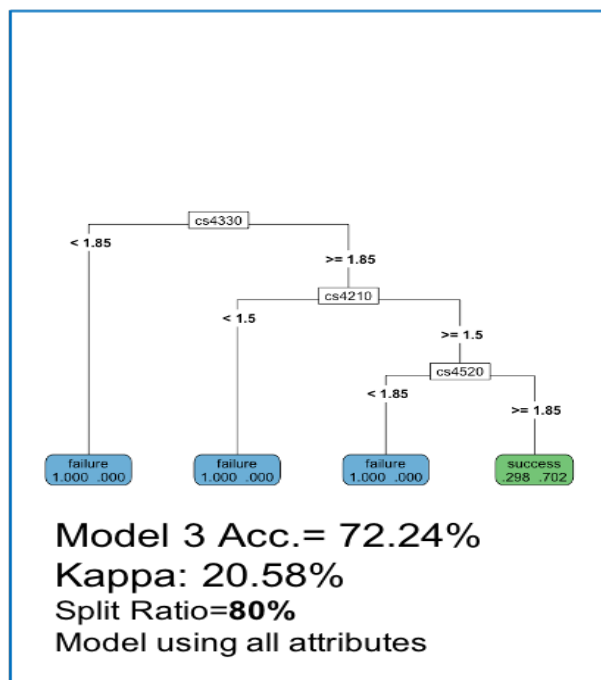 cs4330
< 1.85
>= 1.85
cs4210
< 1.5
>= 1.5
cs4520
< 1.85
>= 1.85
failure
1.000 .000
failure
1.000 .000
failure
1.000 .000
success
.298 .702
Model 3 Acc.= 72.24%
Kappa: 20.58%
Split Ratio=80%
Model using all attributes